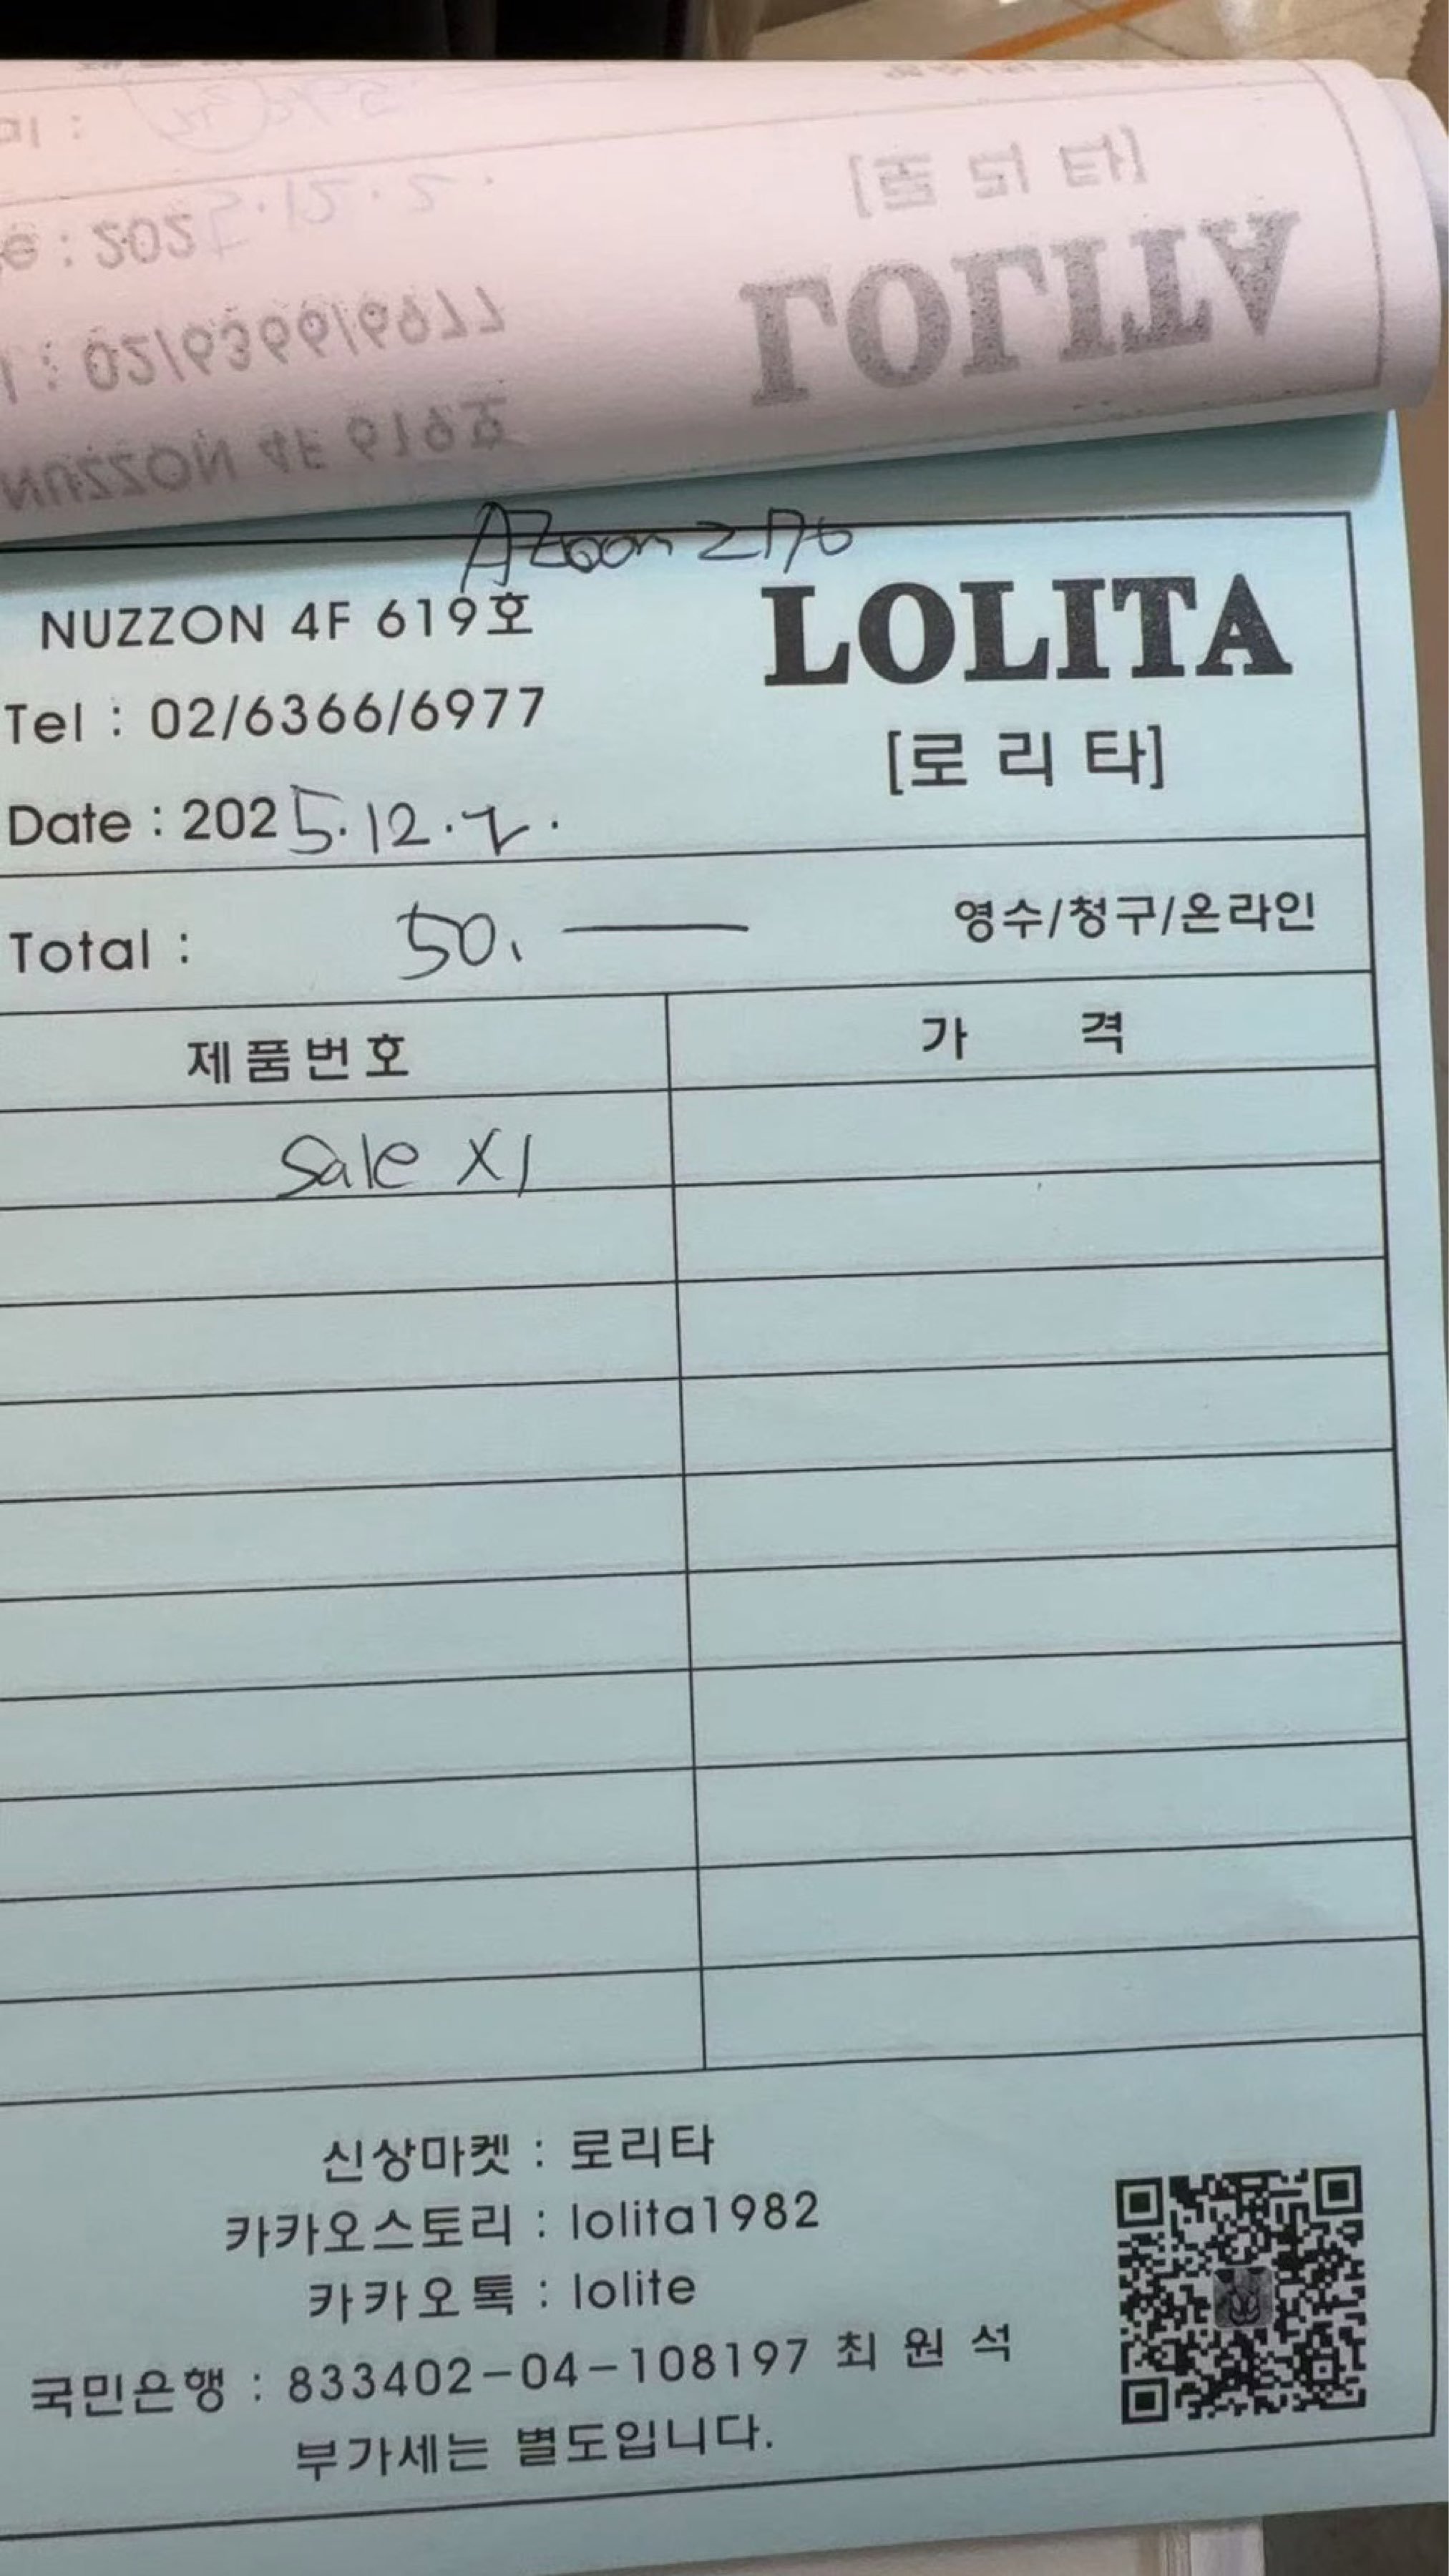 NUZZON 4F 619호
LOLITA
Tel : 02/6366/6977
[로 리 타]
Date : 2025.12.2.
Total : 50. —
영수/청구/온라인
제품번호
가 격
Sale X1
신상마켓 : 로리타
카카오스토리 : lolita1982
카카오톡 : lolite
국민은행 : 833402-04-108197 최 원 석
부가세는 별도입니다.